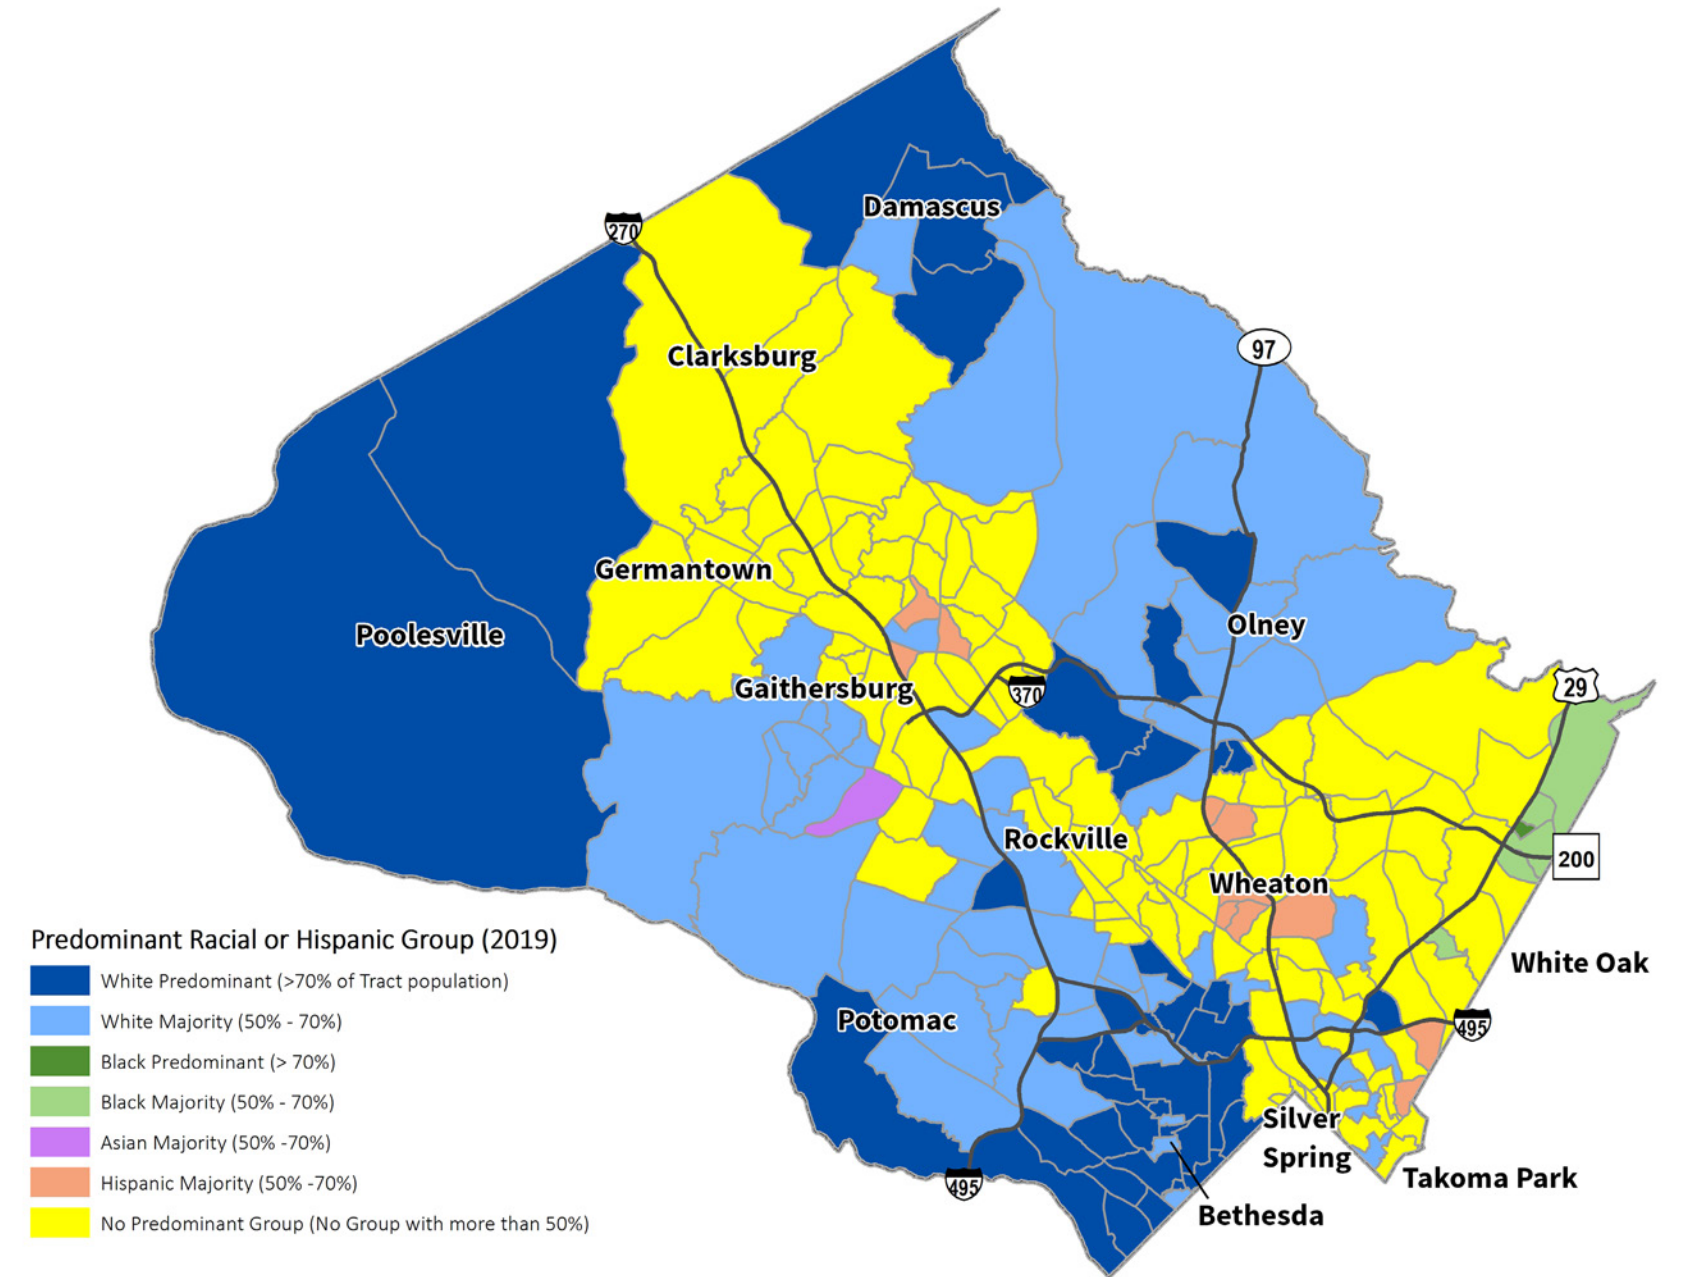 Damascus
270
97
Clarksburg
Germantown
Poolesville
Olney
Gaithersburg
370
29
Rockville
200
Wheaton
Predominant Racial or Hispanic Group (2019)
White Predominant (>70% of Tract population)
White Majority (50% - 70%)
Black Predominant (> 70%)
Black Majority (50% - 70%)
Asian Majority (50% -70%)
Hispanic Majority (50% -70%)
No Predominant Group (No Group with more than 50%)
White Oak
Potomac
495
Silver
Spring
Takoma Park
495
Bethesda